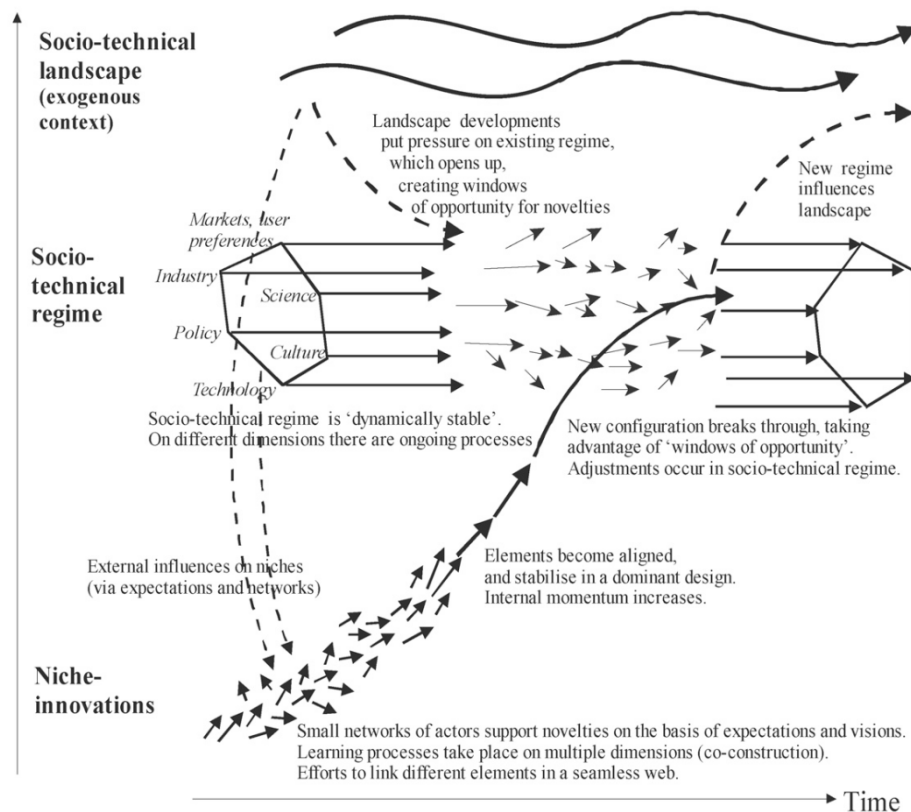 Socio-technical
landscape
(exogenous
context)
Landscape developments
put pressure on existing regime,
which opens up,
creating windows
of opportunity for novelties
New regime
influences
landscape
Markets, user
preferences
Industry
Science
Policy
Culture
Technology
Socio-
technical
regime
Socio-technical regime is ‘dynamically stable’.
On different dimensions there are ongoing processes
New configuration breaks through, taking
advantage of ‘windows of opportunity’.
Adjustments occur in socio-technical regime.
External influences on niches
(via expectations and networks)
Elements become aligned,
and stabilise in a dominant design.
Internal momentum increases.
Niche-
innovations
Small networks of actors support novelties on the basis of expectations and visions.
Learning processes take place on multiple dimensions (co-construction).
Efforts to link different elements in a seamless web.
Time